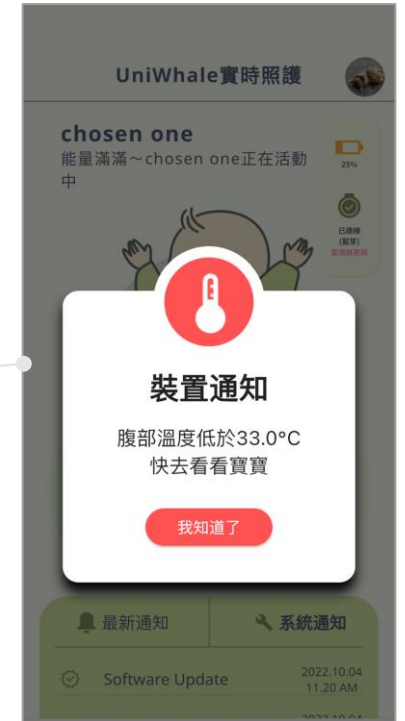 UniWhale實時照護
chosen one
能量滿滿～chosen one正在活動
中
25%
已連線
(藍芽)
裝置通知
腹部溫度低於33.0°C
快去看看寶寶
我知道了
最新通知
系統通知
Software Update
2022.10.04
11.20 AM